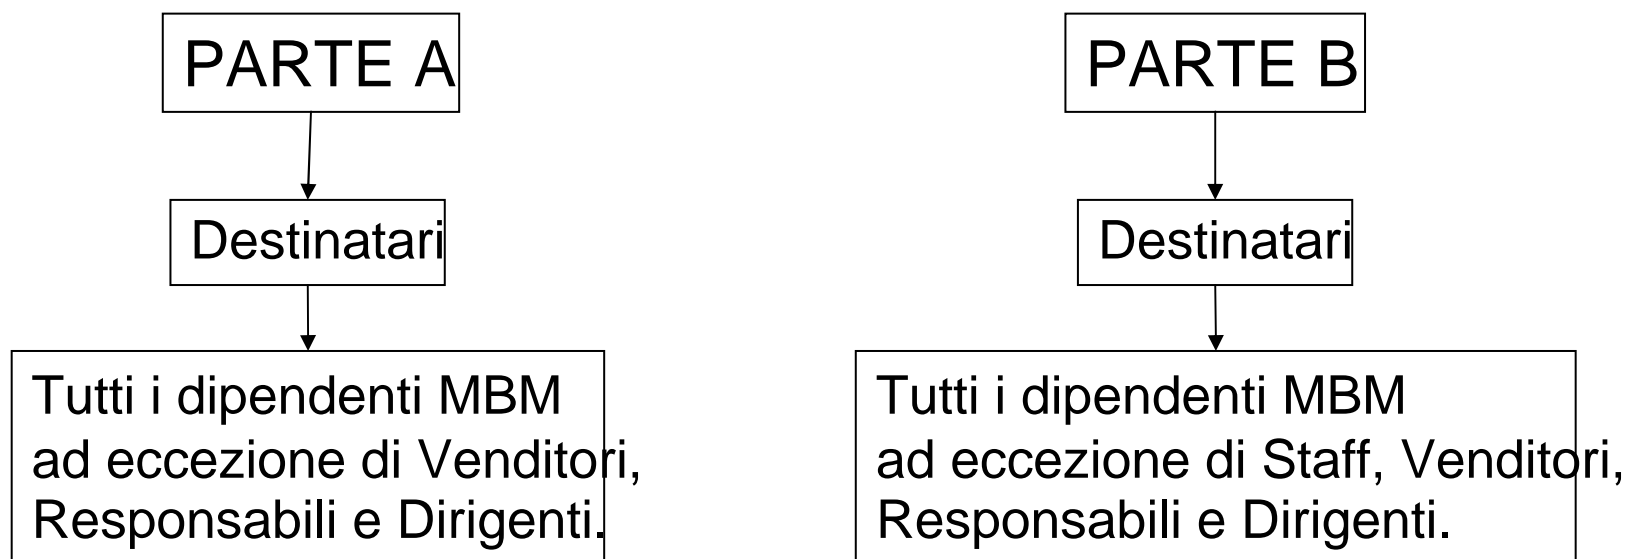 PARTE A
Destinatari
Tutti i dipendenti MBM
ad eccezione di Venditori,
Responsabili e Dirigenti.
PARTE B
Destinatari
Tutti i dipendenti MBM
ad eccezione di Staff, Venditori,
Responsabili e Dirigenti.